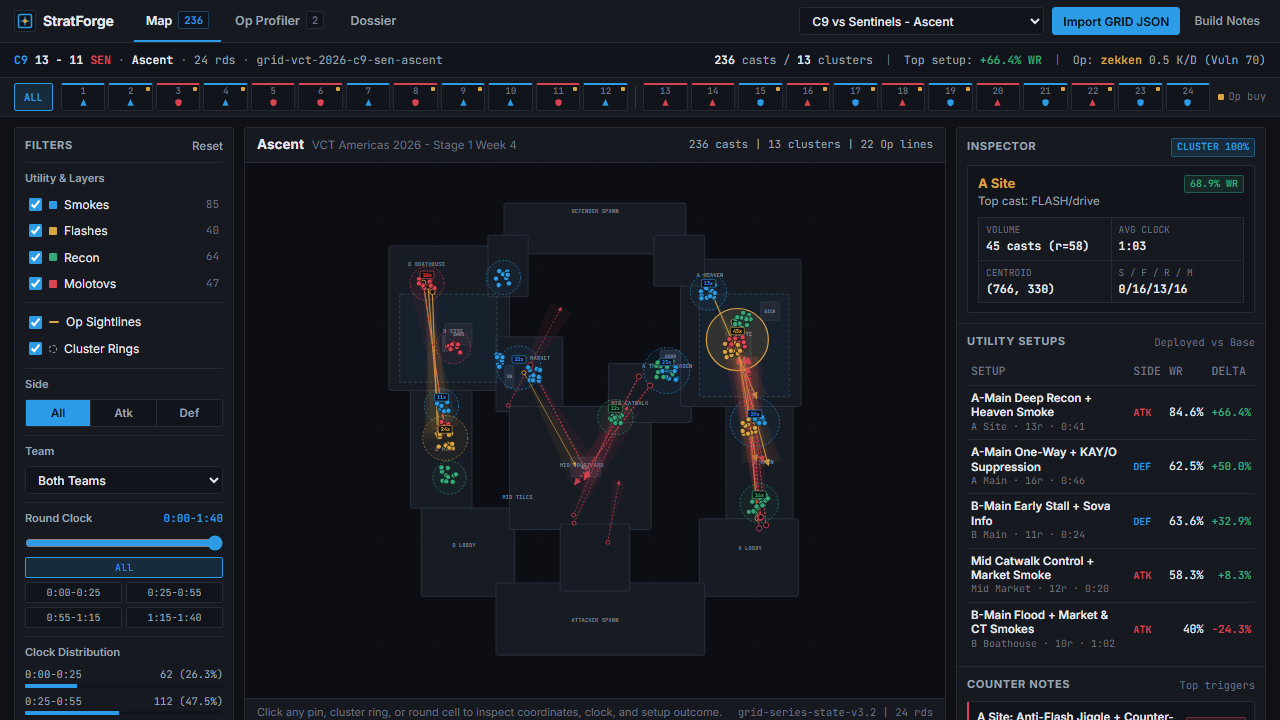 StratForge
Map 236
Op Profiler 2
Dossier
C9 vs Sentinels - Ascent
Import GRID JSON
Build Notes
C9 13 - 11 SEN · Ascent · 24 rds · grid-vct-2026-c9-sen-ascent
236 casts / 13 clusters | Top setup: +66.4% WR | Op: zekken 0.5 K/D (Vuln 70)
ALL 1 2 3 4 5 6 7 8 9 10 11 12 13 14 15 16 17 18 19 20 21 22 23 24 Op buy
FILTERS Reset
Utility & Layers
Smokes 85
Flashes 40
Recon 64
Molotovs 47
Op Sightlines
Cluster Rings
Side
All Atk Def
Team
Both Teams
Round Clock 0:00-1:40
All
0:00-0:25 0:25-0:55
0:55-1:15 1:15-1:40
Clock Distribution
0:00-0:25 62 (26.3%)
0:25-0:55 112 (47.5%)
Ascent VCT Americas 2026 - Stage 1 Week 4
236 casts | 13 clusters | 22 Op lines
DEFENDER SPAWN
B BOATHOUSE
A HEAVEN
DICE
MARKET
MID COURTYARD
MID TILES
B LOBBY
A LOBBY
ATTACKER SPAWN
Click any pin, cluster ring, or round cell to inspect coordinates, clock, and setup outcome.
grid-series-state-v3.2 | 24 rds
INSPECTOR CLUSTER 100%
A Site 68.9% WR
Top cast: FLASH/drive
VOLUME
45 casts (r=58)
AVG CLOCK
1:03
CENTROID
(766, 330)
S / F / R / M
0/16/13/16
UTILITY SETUPS Deployed vs Base
SETUP SIDE WR DELTA
A-Main Deep Recon +
Heaven Smoke
A Site · 13r · 0:41
ATK 84.6% +66.4%
A-Main One-Way + KAY/O
Suppression
A Main · 16r · 0:46
DEF 62.5% +50.0%
B-Main Early Stall + Sova
Info
B Main · 11r · 0:24
DEF 63.6% +32.9%
Mid Catwalk Control +
Market Smoke
Mid Market · 12r · 0:20
ATK 58.3% +8.3%
B-Main Flood + Market &
CT Smokes
B Boathouse · 10r · 1:02
ATK 40% -24.3%
COUNTER NOTES Top triggers
A Site: Anti-Flash Jiggle + Counter-